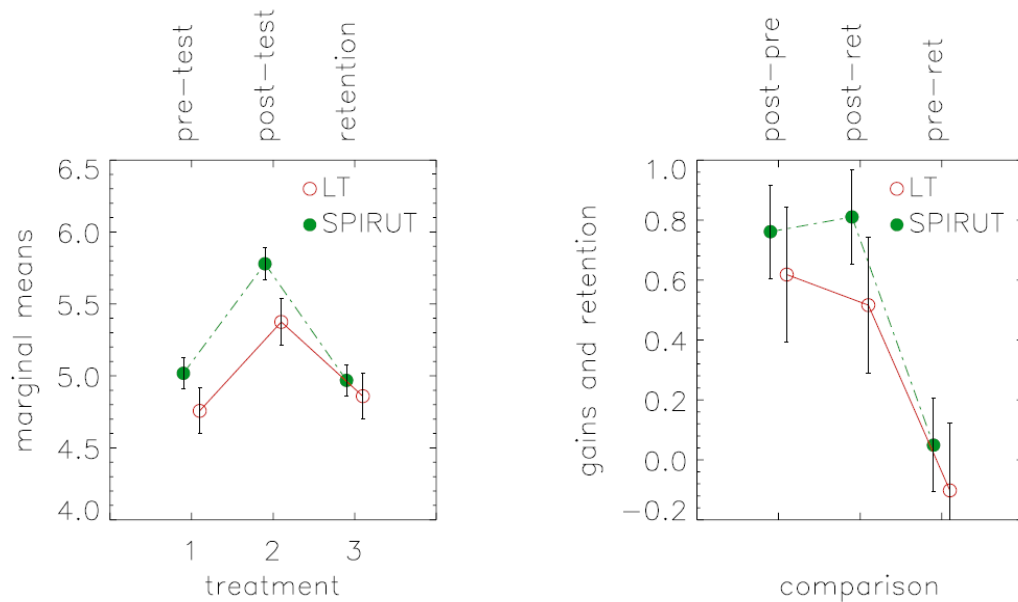 pre-test
post-test
retention
6.5
6.0
5.5
5.0
4.5
4.0
marginal means
LT
SPIRUT
1
2
3
treatment
post-pre
post-ret
pre-ret
1.0
0.8
0.6
0.4
0.2
0.0
-0.2
gains and retention
LT
SPIRUT
comparison